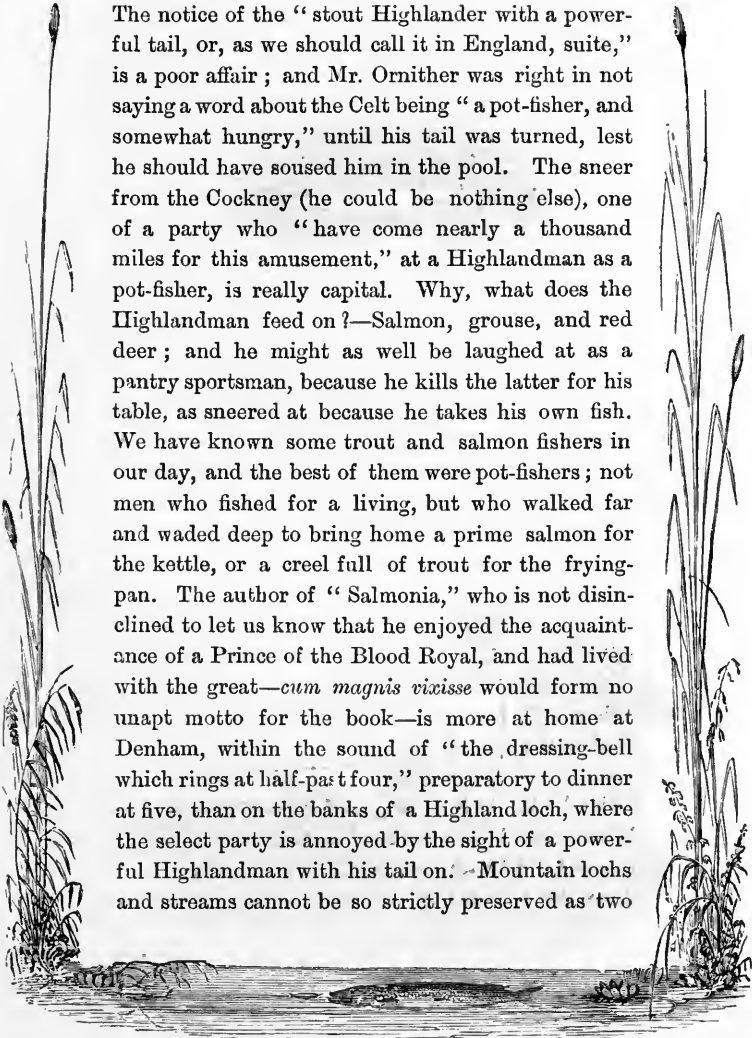 The notice of the “ stout Highlander with a power-
ful tail, or, as we should call it in England, suite,”
is a poor affair ; and Mr. Ornither was right in not
saying a word about the Celt being “ a pot-fisher, and
somewhat hungry,” until his tail was turned, lest
he should have soused him in the pool. The sneer
from the Cockney (he could be nothing else), one
of a party who “ have come nearly a thousand
miles for this amusement,” at a Highlandman as a
pot-fisher, is really capital. Why, what does the
Highlandman feed on ?—Salmon, grouse, and red
deer ; and he might as well be laughed at as a
pantry sportsman, because he kills the latter for his
table, as sneered at because he takes his own fish.
We have known some trout and salmon fishers in
our day, and the best of them were pot-fishers ; not
men who fished for a living, but who walked far
and waded deep to bring home a prime salmon for
the kettle, or a creel full of trout for the frying-
pan. The author of “ Salmonia,” who is not disin-
clined to let us know that he enjoyed the acquaint-
ance of a Prince of the Blood Royal, and had lived
with the great—cum magnis vixisse would form no
unapt motto for the book—is more at home at
Denham, within the sound of “ the dressing-bell
which rings at half-past four,” preparatory to dinner
at five, than on the banks of a Highland loch, where
the select party is annoyed by the sight of a power-
ful Highlandman with his tail on. Mountain lochs
and streams cannot be so strictly preserved as two